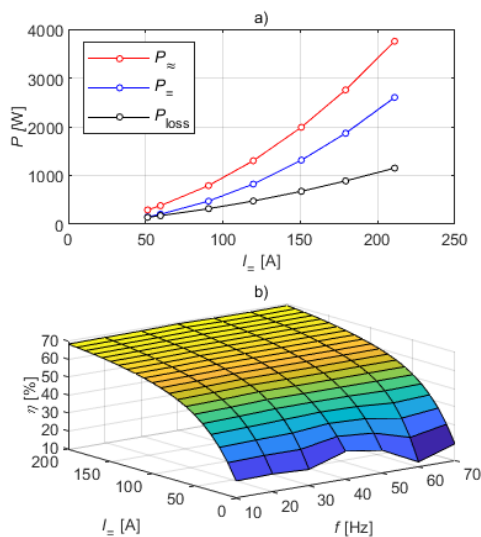 a)
4000
3000
2000
1000
0
P [W]
P≈
P=
Ploss
0 50 100 150 200 250
I= [A]
b)
70
60
50
40
30
20
10
η [%]
200 150 100 50 0
I= [A]
10 20 30 40 50 60 70
f [Hz]